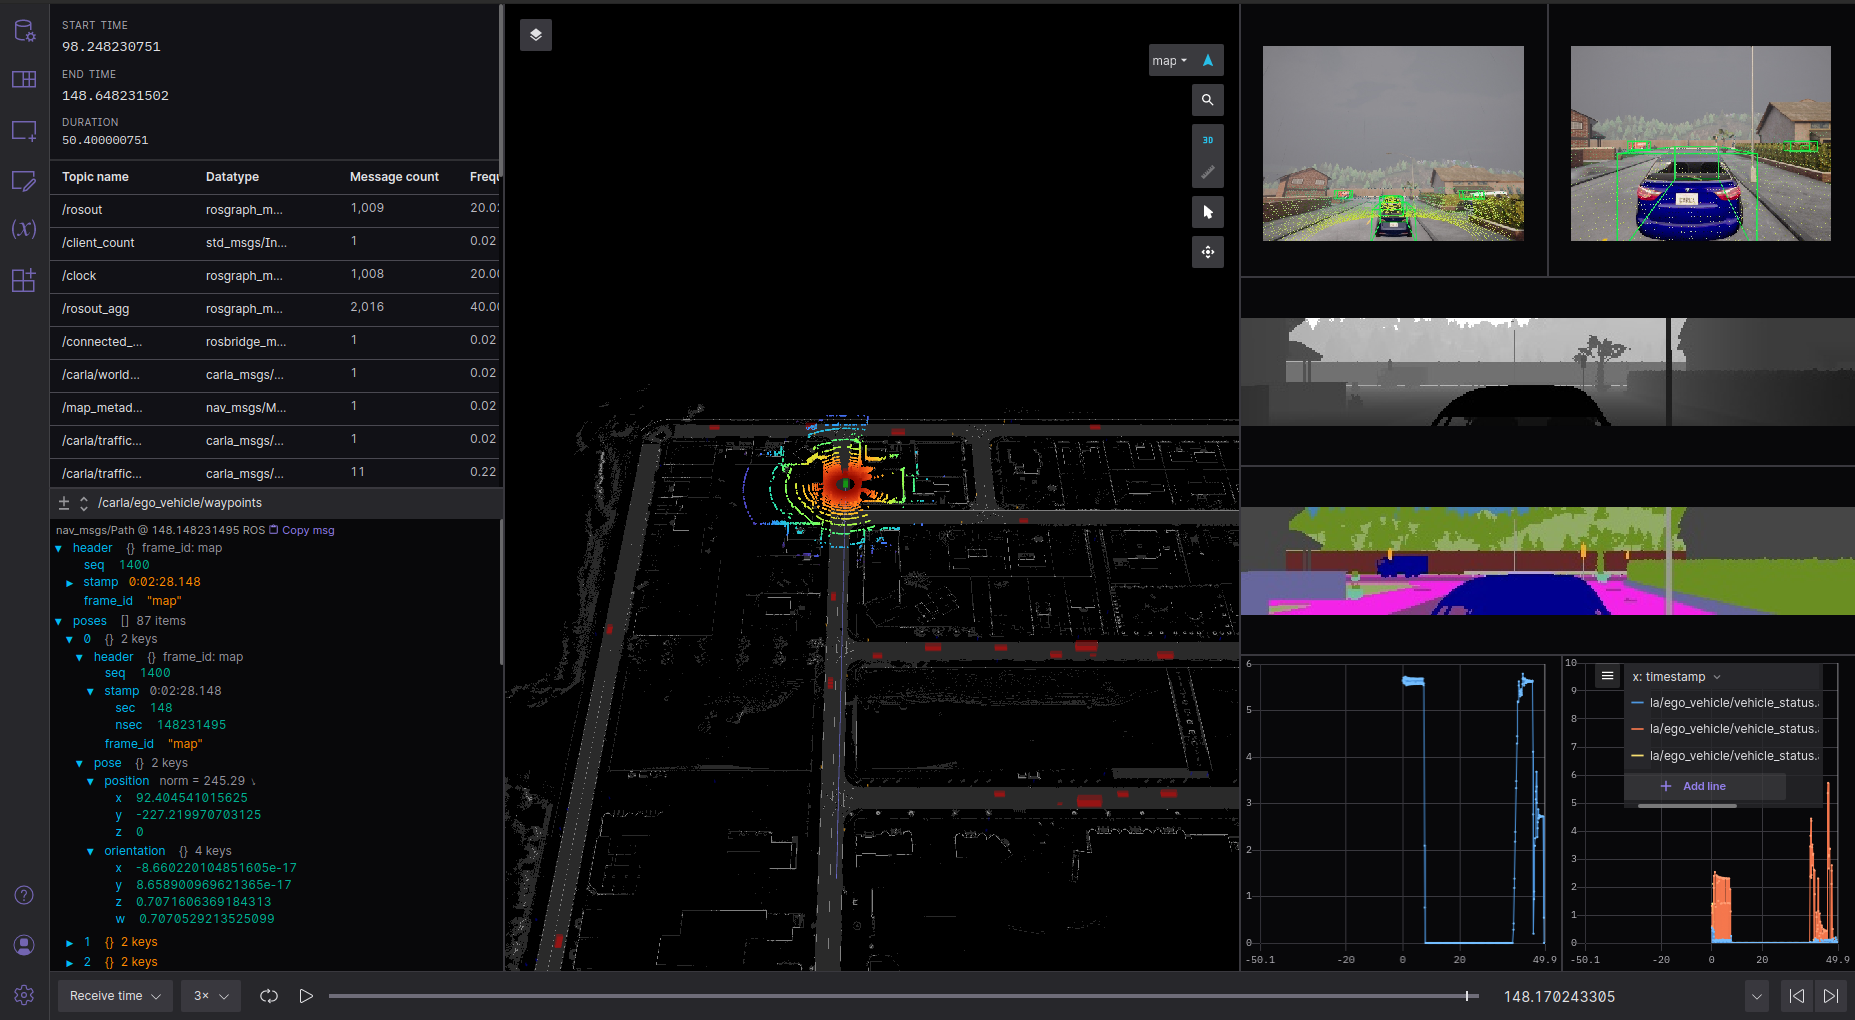 START TIME
98.248230751
END TIME
148.648231502
DURATION
50.400000751
Topic name Datatype Message count Frequ
/rosout rosgraph_m... 1,009 20.02
/client_count std_msgs/In... 1 0.02
/clock rosgraph_m... 1,008 20.00
/rosout_agg rosgraph_m... 2,016 40.00
/connected_... rosbridge_m... 1 0.02
/carla/world... carla_msgs/... 1 0.02
/map_metad... nav_msgs/M... 1 0.02
/carla/traffic... carla_msgs/... 1 0.02
/carla/traffic... carla_msgs/... 11 0.22
/carla/ego_vehicle/waypoints
nav_msgs/Path @ 148.148231495 ROS Copy msg
header {} frame_id: map
seq 1400
stamp 0:02:28.148
frame_id "map"
poses [] 87 items
0 {} 2 keys
header {} frame_id: map
seq 1400
stamp 0:02:28.148
sec 148
nsec 148231495
frame_id "map"
pose {} 2 keys
position norm = 245.29
x 92.404541015625
y -227.219970703125
z 0
orientation {} 4 keys
x -8.660220104851605e-17
y 8.658900969621365e-17
z 0.7071606369184313
w 0.7070529213525099
1 {} 2 keys
2 {} 2 keys
map
3D
6
5
4
3
2
1
0
-50.1 -20 0 20 49.9
10
9
8
7
6
5
4
3
2
1
0
-50.1 -20 0 20 49.9
x: timestamp
la/ego_vehicle/vehicle_status.
la/ego_vehicle/vehicle_status.
la/ego_vehicle/vehicle_status.
+ Add line
Receive time 3× 148.170243305
(x)
?